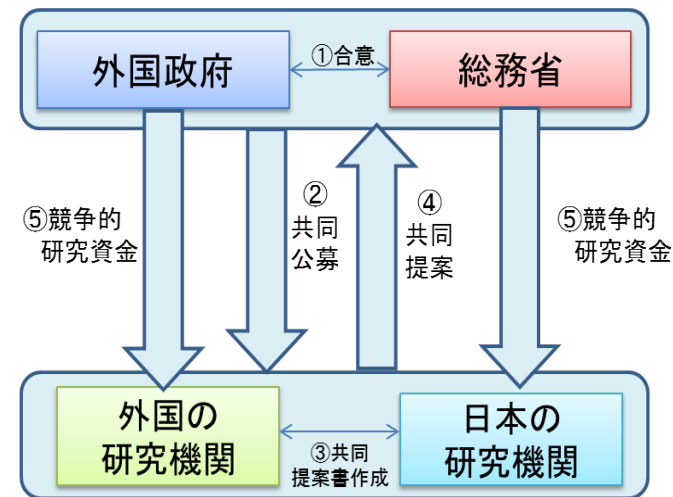 外国政府
①合意
総務省
⑤競争的
研究資金
②
共同
公募
④
共同
提案
⑤競争的
研究資金
外国の
研究機関
③共同
提案書作成
日本の
研究機関